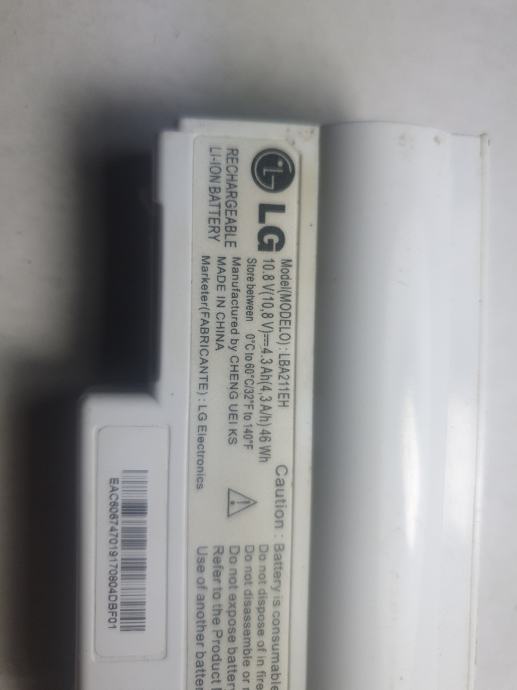 LG
RECHARGEABLE
LI-ION BATTERY
Model(MODELO) : LBA211EH
10.8 V(10,8 V)⎓4.3 Ah(4,3 A/h) 46 Wh
Store between 0°C to 60°C/32°F to 140°F
Manufactured by CHENG UEI KS
MADE IN CHINA
Marketer(FABRICANTE) : LG Electronics
Caution : Battery is consumable
Do not dispose of in fire
Do not disassemble or
Do not expose batter
Refer to the Product
Use of another batter
EAC606747019170804DBF01